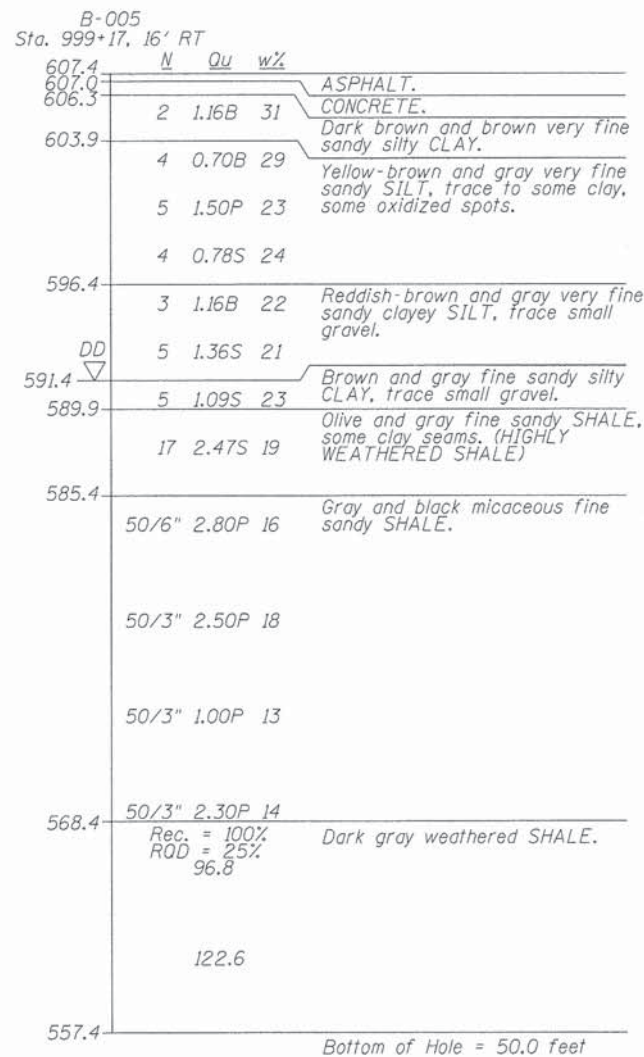 B-005
Sta. 999+17, 16' RT
N Qu w%
607.4
607.0 ASPHALT.
606.3 CONCRETE.
2 1.16B 31 Dark brown and brown very fine
sandy silty CLAY.
603.9
4 0.70B 29 Yellow-brown and gray very fine
sandy SILT, trace to some clay,
5 1.50P 23 some oxidized spots.
4 0.78S 24
596.4
3 1.16B 22 Reddish-brown and gray very fine
sandy clayey SILT, trace small
gravel.
DD 5 1.36S 21
591.4 Brown and gray fine sandy silty
5 1.09S 23 CLAY, trace small gravel.
589.9
Olive and gray fine sandy SHALE,
some clay seams. (HIGHLY
17 2.47S 19 WEATHERED SHALE)
585.4
Gray and black micaceous fine
50/6" 2.80P 16 sandy SHALE.
50/3" 2.50P 18
50/3" 1.00P 13
50/3" 2.30P 14
568.4
Rec. = 100% Dark gray weathered SHALE.
RQD = 25%
96.8
122.6
557.4
Bottom of Hole = 50.0 feet